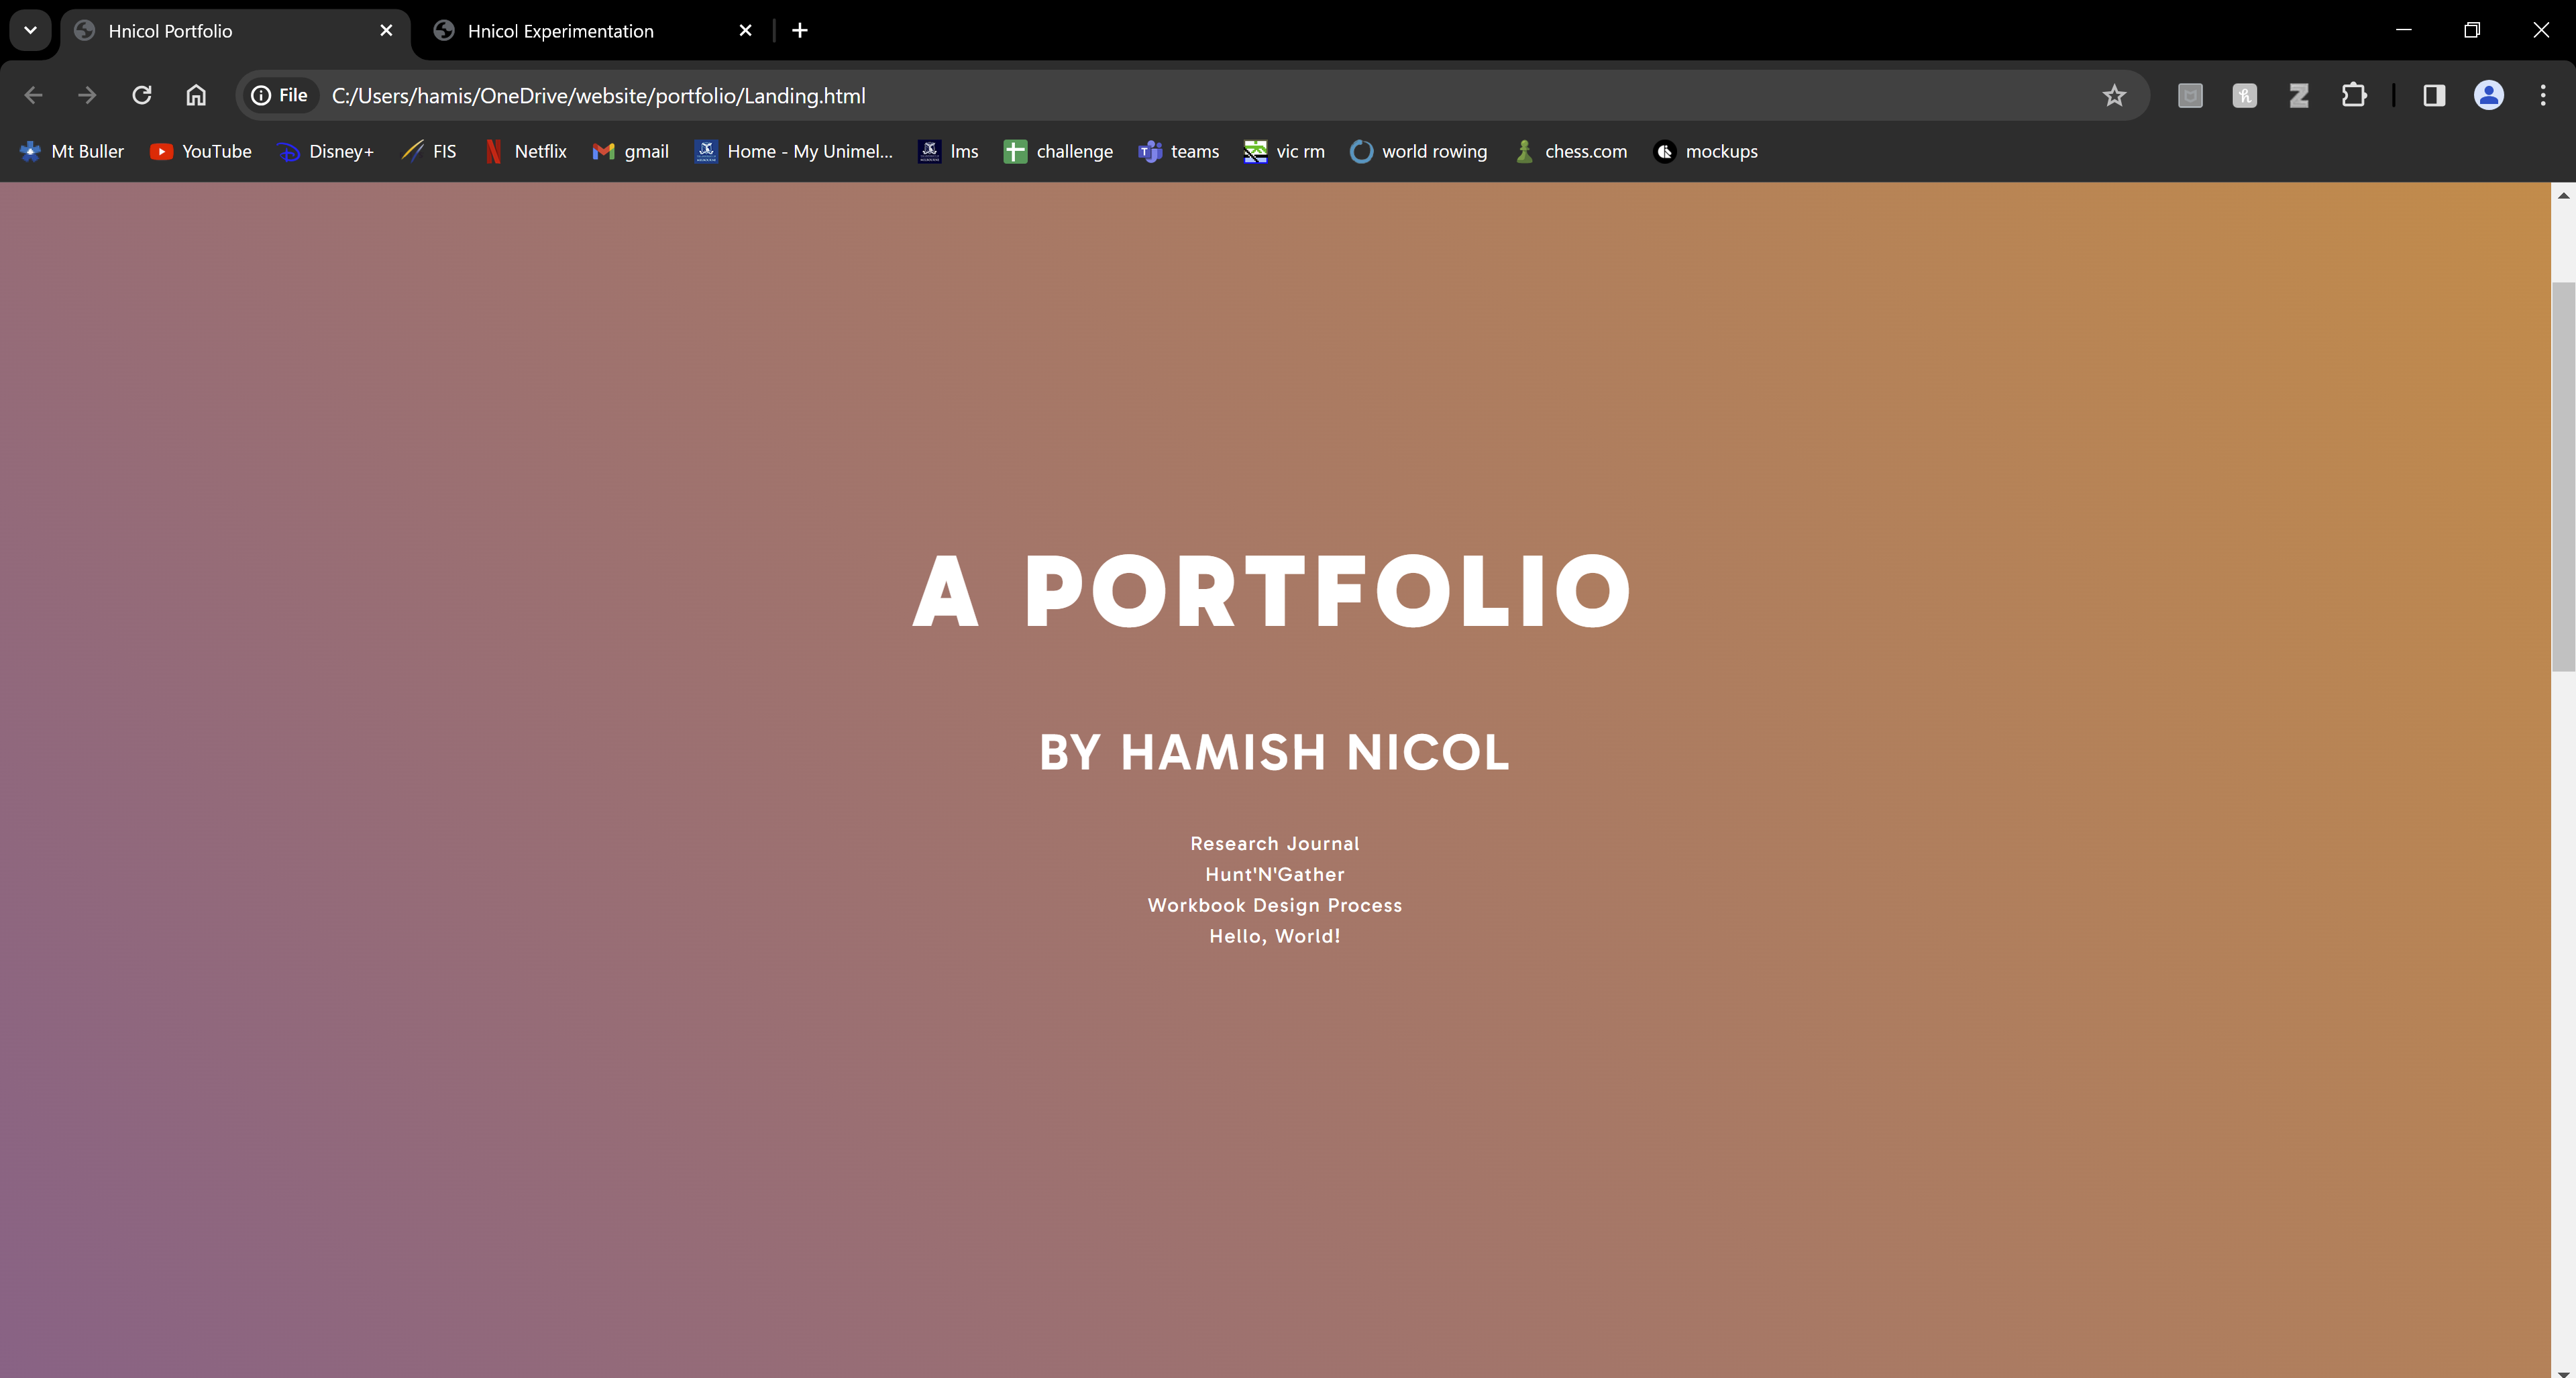 Hnicol Portfolio
Hnicol Experimentation
File
C:/Users/hamis/OneDrive/website/portfolio/Landing.html
Mt Buller
YouTube
Disney+
FIS
Netflix
gmail
Home - My Unimel...
lms
challenge
teams
vic rm
world rowing
chess.com
mockups
A PORTFOLIO
BY HAMISH NICOL
Research Journal
Hunt'N'Gather
Workbook Design Process
Hello, World!